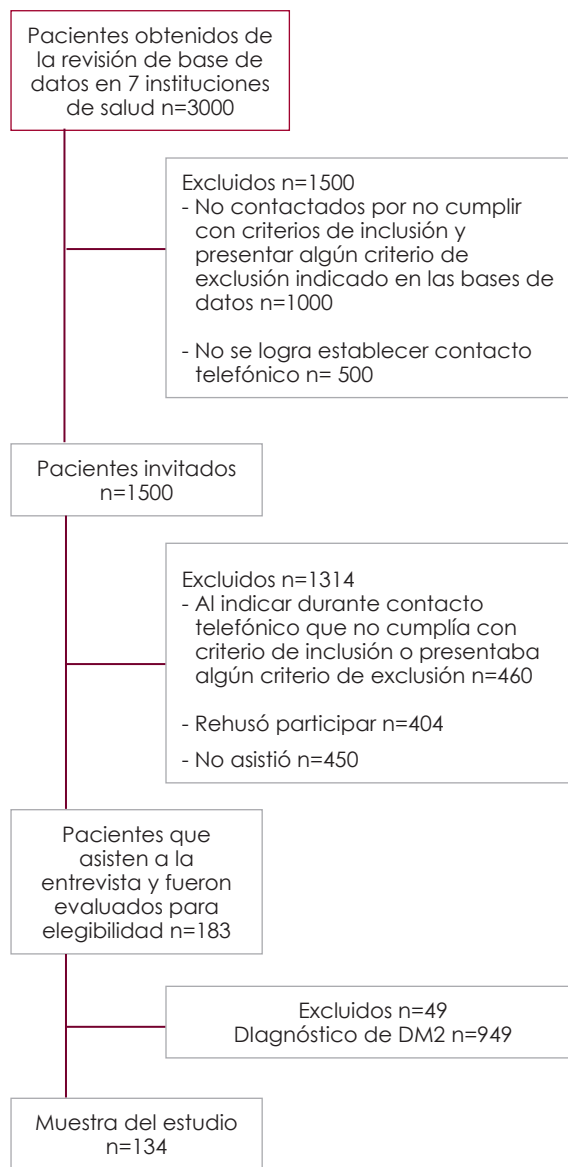 Pacientes obtenidos de
la revisión de base de
datos en 7 instituciones
de salud n=3000
Excluidos n=1500
- No contactados por no cumplir
con criterios de inclusión y
presentar algún criterio de
exclusión indicado en las bases de
datos n=1000
- No se logra establecer contacto
telefónico n= 500
Pacientes invitados
n=1500
Excluidos n=1314
- Al indicar durante contacto
telefónico que no cumplía con
criterio de inclusión o presentaba
algún criterio de exclusión n=460
- Rehusó participar n=404
- No asistió n=450
Pacientes que
asisten a la
entrevista y fueron
evaluados para
elegibilidad n=183
Excluidos n=49
DIagnóstico de DM2 n=949
Muestra del estudio
n=134